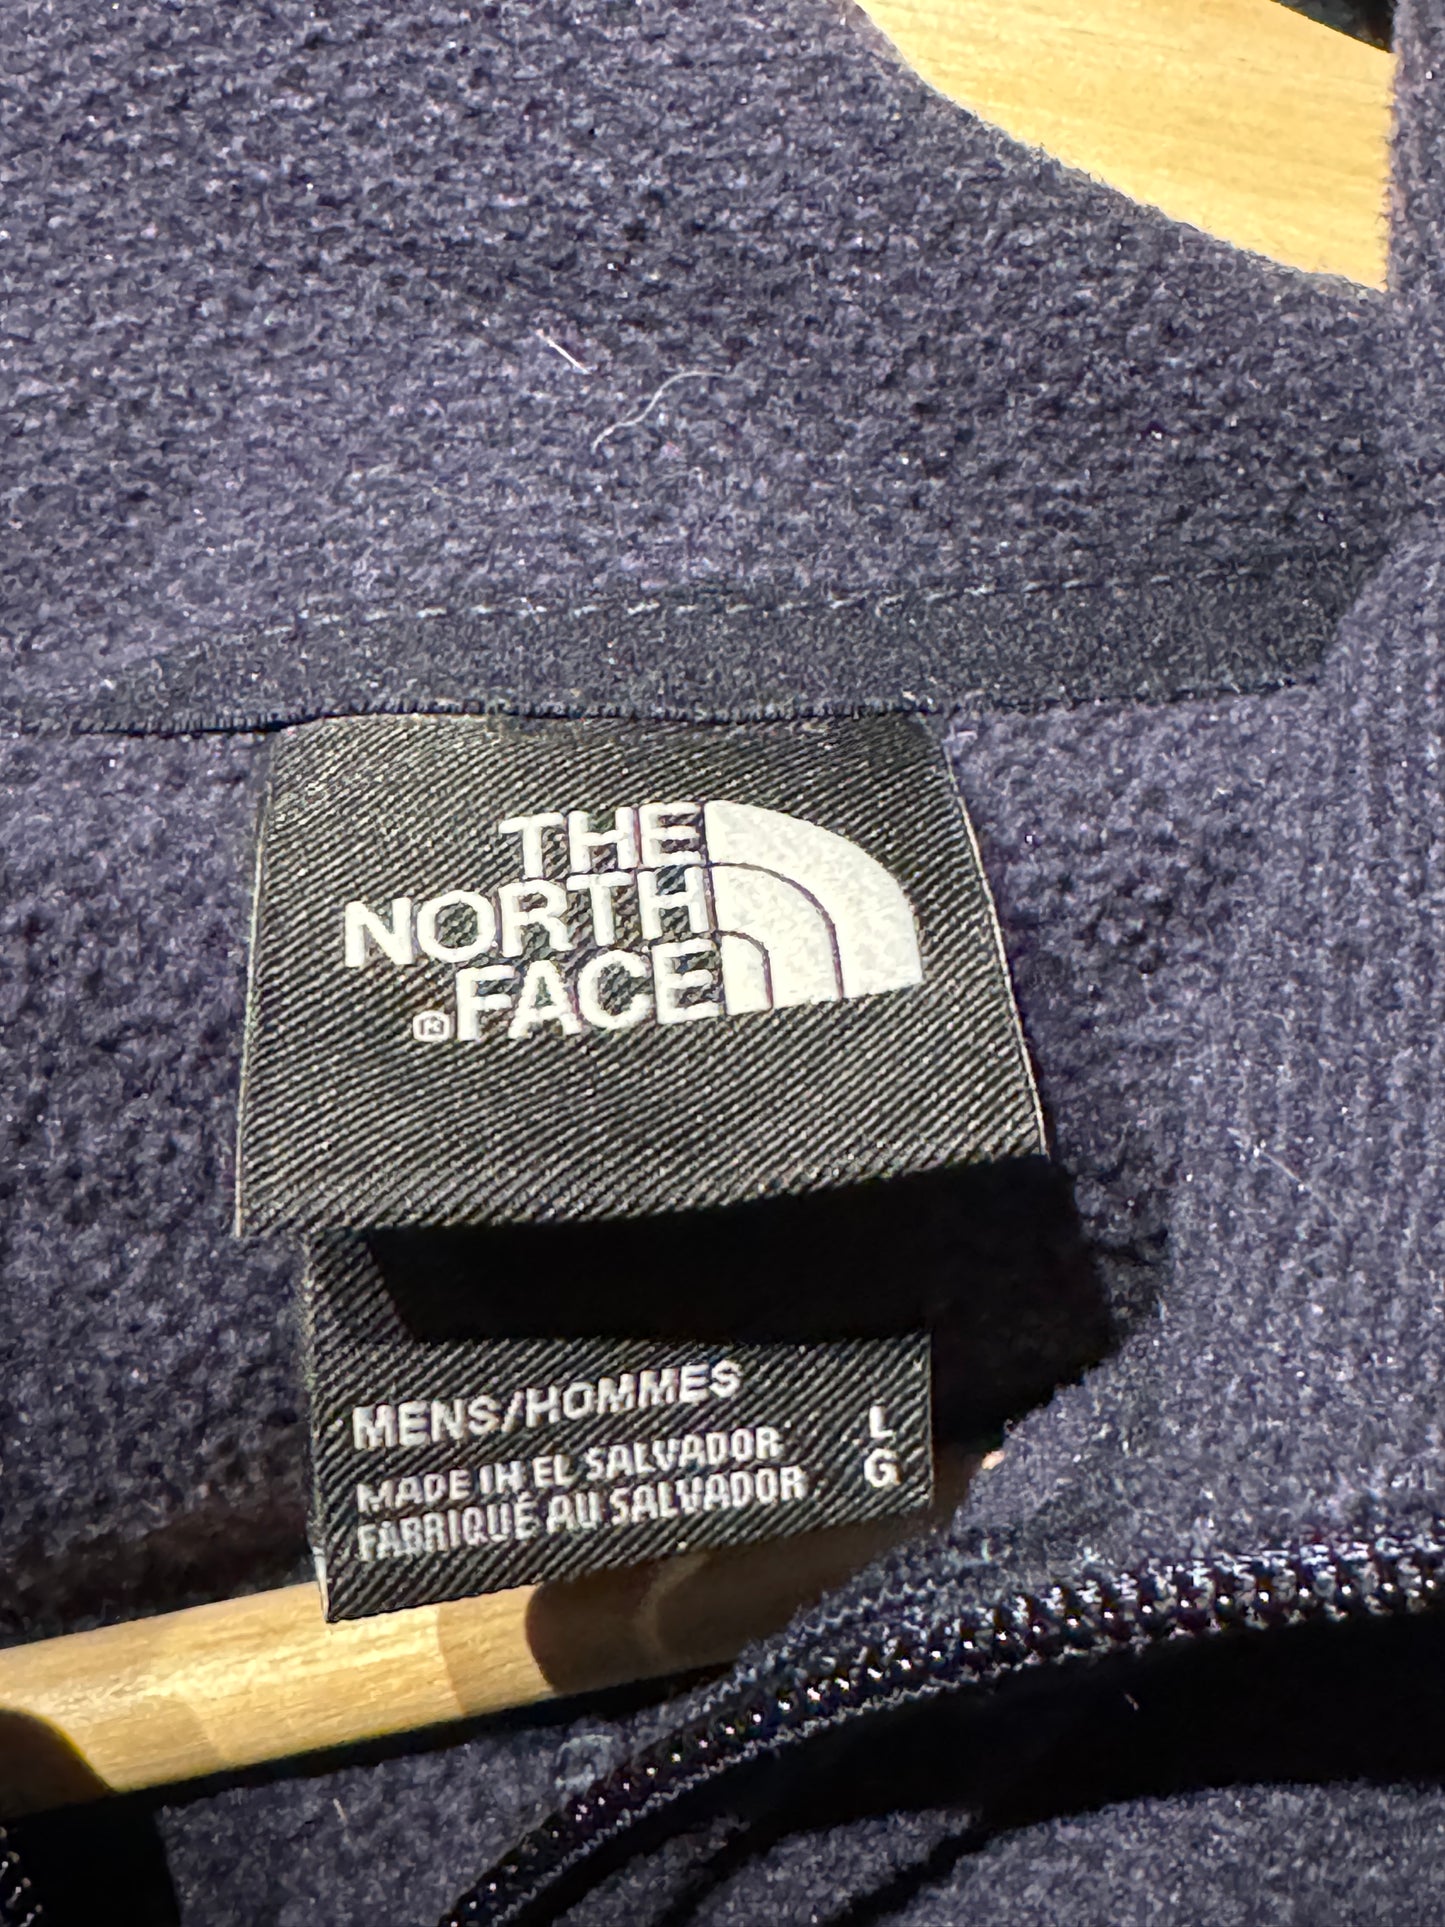 THE
NORTH
FACE®
MENS/HOMMES
MADE IN EL SALVADOR
FABRIQUÉ AU SALVADOR
L
G